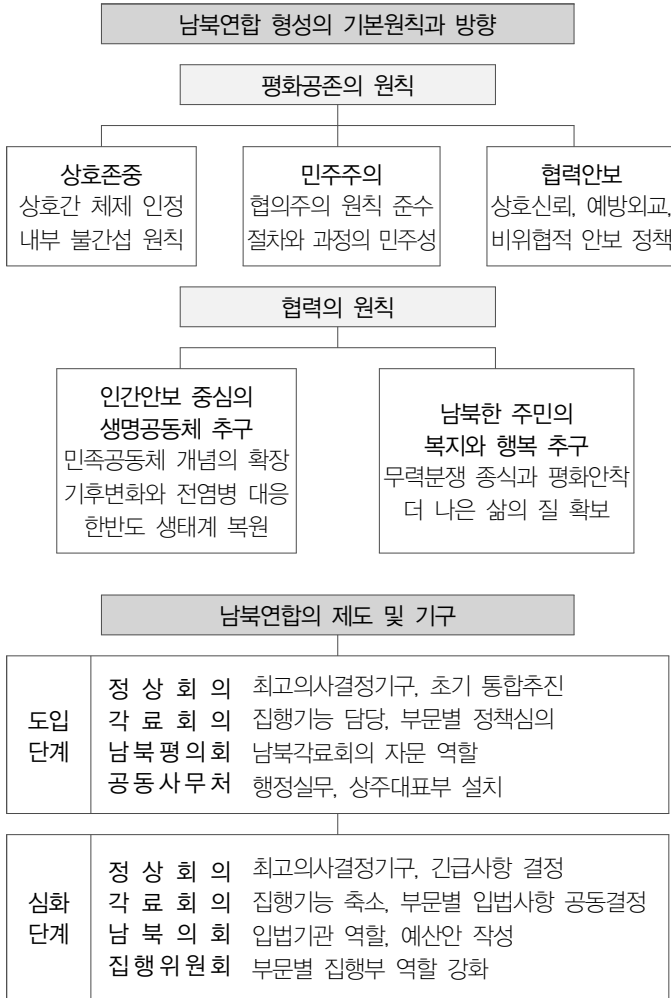 남북연합 형성의 기본원칙과 방향
평화공존의 원칙
상호존중
상호간 체제 인정
내부 불간섭 원칙
민주주의
협의주의 원칙 준수
절차와 과정의 민주성
협력안보
상호신뢰, 예방외교,
비위협적 안보 정책
협력의 원칙
인간안보 중심의
생명공동체 추구
민족공동체 개념의 확장
기후변화와 전염병 대응
한반도 생태계 복원
남북한 주민의
복지와 행복 추구
무력분쟁 종식과 평화안착
더 나은 삶의 질 확보
남북연합의 제도 및 기구
도입
단계
정상회의 최고의사결정기구, 초기 통합추진
각료회의 집행기능 담당, 부문별 정책심의
남북평의회 남북각료회의 자문 역할
공동사무처 행정실무, 상주대표부 설치
심화
단계
정상회의 최고의사결정기구, 긴급사항 결정
각료회의 집행기능 축소, 부문별 입법사항 공동결정
남북의회 입법기관 역할, 예산안 작성
집행위원회 부문별 집행부 역할 강화